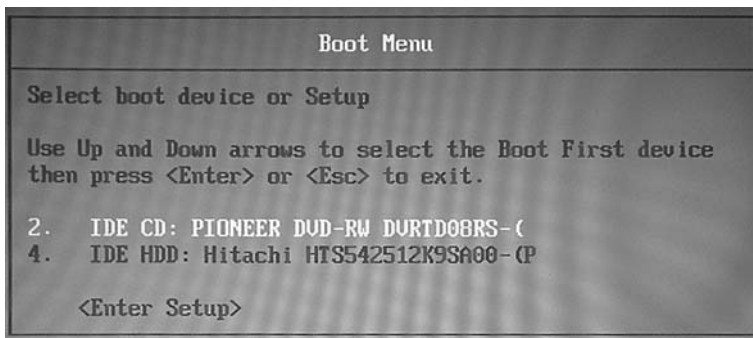 Boot Menu
Select boot device or Setup
Use Up and Down arrows to select the Boot First device
then press <Enter> or <Esc> to exit.
2. IDE CD: PIONEER DVD-RW DVRTD08RS-(
4. IDE HDD: Hitachi HTS542512K9SA00-(P
<Enter Setup>